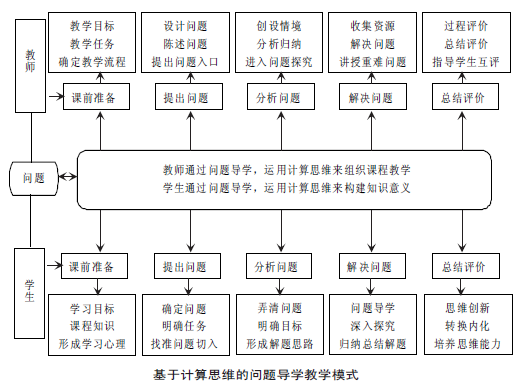 教师
教学目标
教学任务
确定教学流程
设计问题
陈述问题
提出问题入口
创设情境
分析归纳
进入问题探究
收集资源
解决问题
讲授重难问题
过程评价
总结评价
指导学生互评
课前准备
提出问题
分析问题
解决问题
总结评价
问题
教师通过问题导学，运用计算思维来组织课程教学
学生通过问题导学，运用计算思维来构建知识意义
学生
课前准备
提出问题
分析问题
解决问题
总结评价
学习目标
课程知识
形成学习心理
确定问题
明确任务
找准问题切入
弄清问题
明确目标
形成解题思路
问题导学
深入探究
归纳总结解题
思维创新
转换内化
培养思维能力
基于计算思维的问题导学教学模式